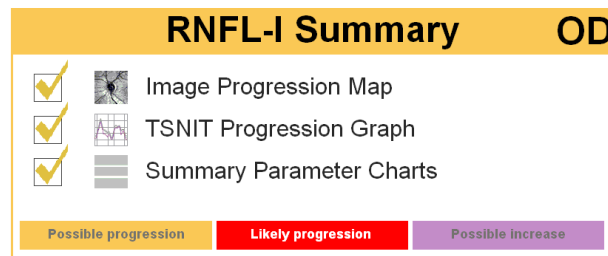 RNFL-I Summary OD
Image Progression Map
TSNIT Progression Graph
Summary Parameter Charts
Possible progression Likely progression Possible increase